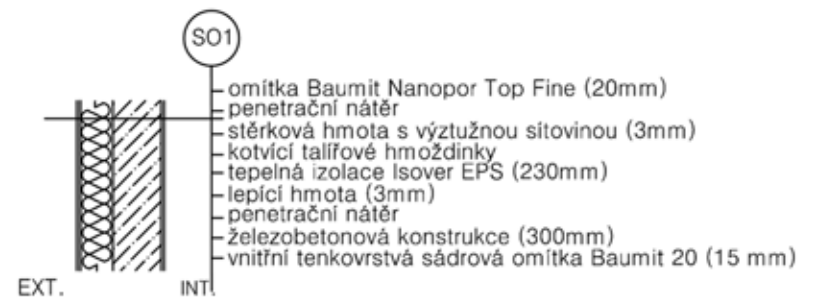 SO1
omítka Baumit Nanopor Top Fine (20mm)
penetrační nátěr
stěrková hmota s výztužnou sítovinou (3mm)
kotvící talířové hmoždinky
tepelná izolace Isover EPS (230mm)
lepící hmota (3mm)
penetrační nátěr
železobetonová konstrukce (300mm)
vnitřní tenkovrstvá sádrová omítka Baumit 20 (15 mm)
EXT. INT.